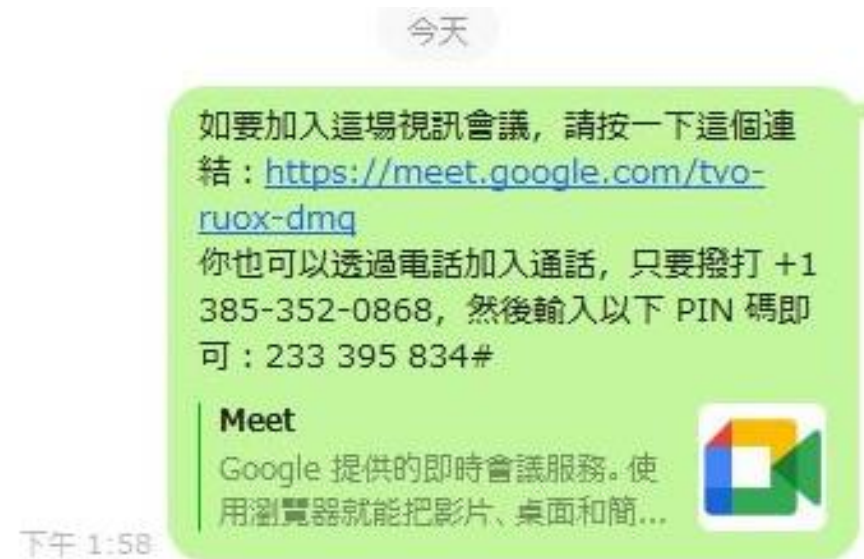 今天
如要加入這場視訊會議，請按一下這個連
結：https://meet.google.com/tvo-
ruox-dmq
你也可以透過電話加入通話，只要撥打 +1
385-352-0868，然後輸入以下 PIN 碼即
可：233 395 834#
Meet
Google 提供的即時會議服務。使
用瀏覽器就能把影片、桌面和簡...
下午 1:58